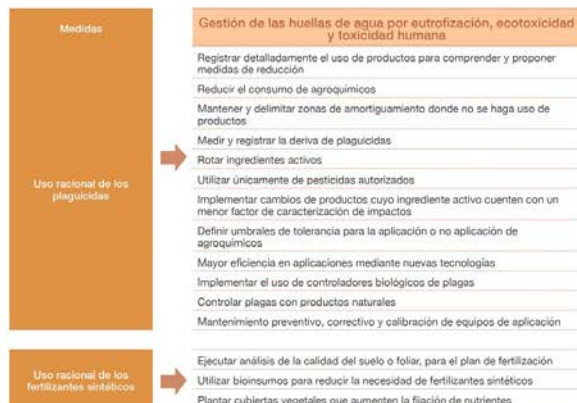 Medidas
Gestión de las huellas de agua por eutrofización, ecotoxicidad
y toxicidad humana
Uso racional de los
plaguicidas
Registrar detalladamente el uso de productos para comprender y proponer
medidas de reducción
Reducir el consumo de agroquímicos
Mantener y delimitar zonas de amortiguamiento donde no se haga uso de
productos
Medir y registrar la deriva de plaguicidas
Rotar ingredientes activos
Utilizar únicamente de pesticidas autorizados
Implementar cambios de productos cuyo ingrediente activo cuenten con un
menor factor de caracterización de impactos
Definir umbrales de tolerancia para la aplicación o no aplicación de
agroquímicos
Mayor eficiencia en aplicaciones mediante nuevas tecnologías
Implementar el uso de controladores biológicos de plagas
Controlar plagas con productos naturales
Mantenimiento preventivo, correctivo y calibración de equipos de aplicación
Uso racional de los
fertilizantes sintéticos
Ejecutar análisis de la calidad del suelo o foliar, para el plan de fertilización
Utilizar bioinsumos para reducir la necesidad de fertilizantes sintéticos
Plantar cubiertas vegetales que aumenten la fijación de nutrientes